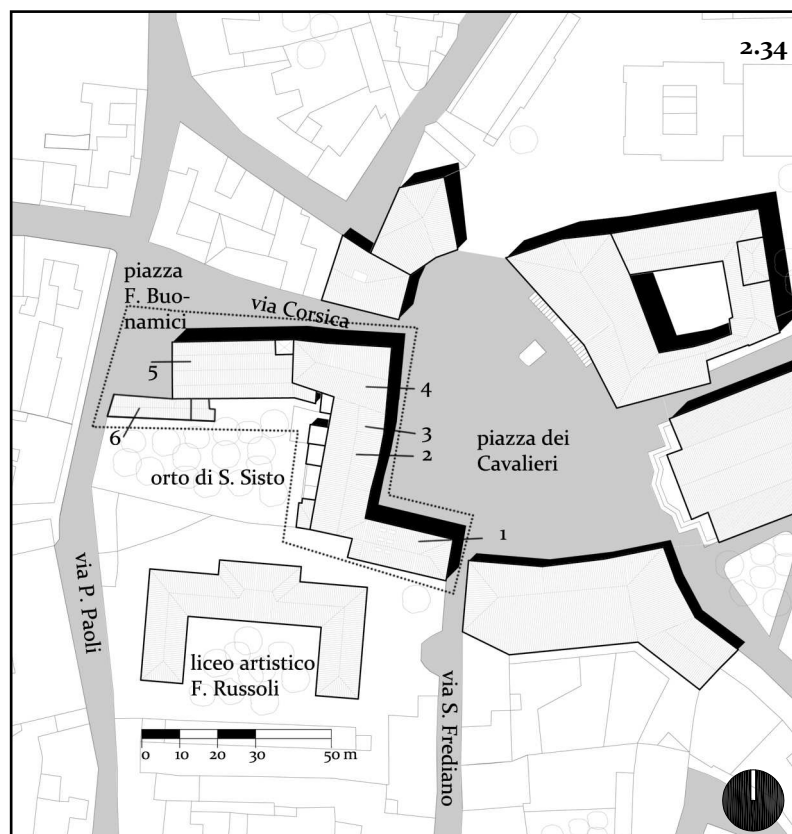 2.34
piazza
F. Buo-
namici
via Corsica
5
4
6
3
2
piazza dei
Cavalieri
orto di S. Sisto
1
via P. Paoli
liceo artistico
F. Russoli
via S. Frediano
0 10 20 30 50 m